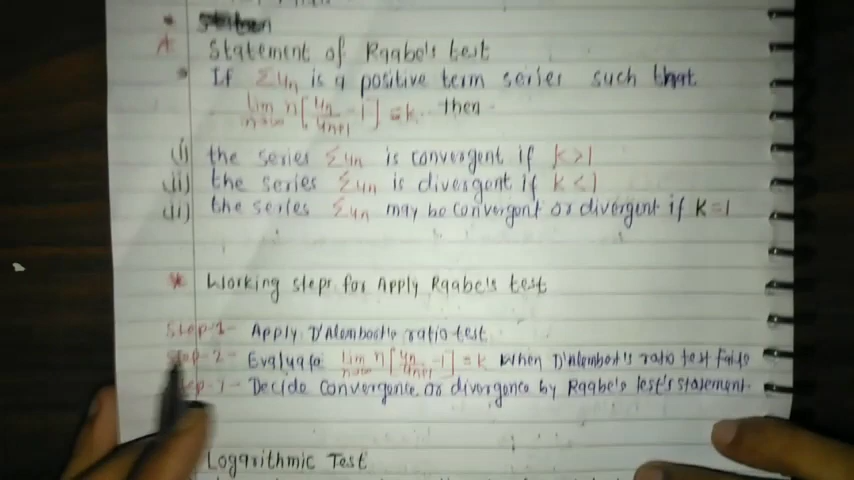 * 
A Statement of Raabe's test
• If Σun is a positive term series such that
lim n→∞ n[un/un+1 -1] = k then
(i) the series Σun is convergent if k>1
(ii) the series Σun is divergent if k<1
(ii) the series Σun may be convergent or divergent if k=1
* Working steps for Apply Raabe's test
Step-1- Apply D'Alembert's ratio test
Step-2- Evaluate lim n→∞ n[un/un+1 -1] = k when D'Alembert's ratio test fails
Decide convergence or divergence by Raabe's test's statement.
Logarithmic Test